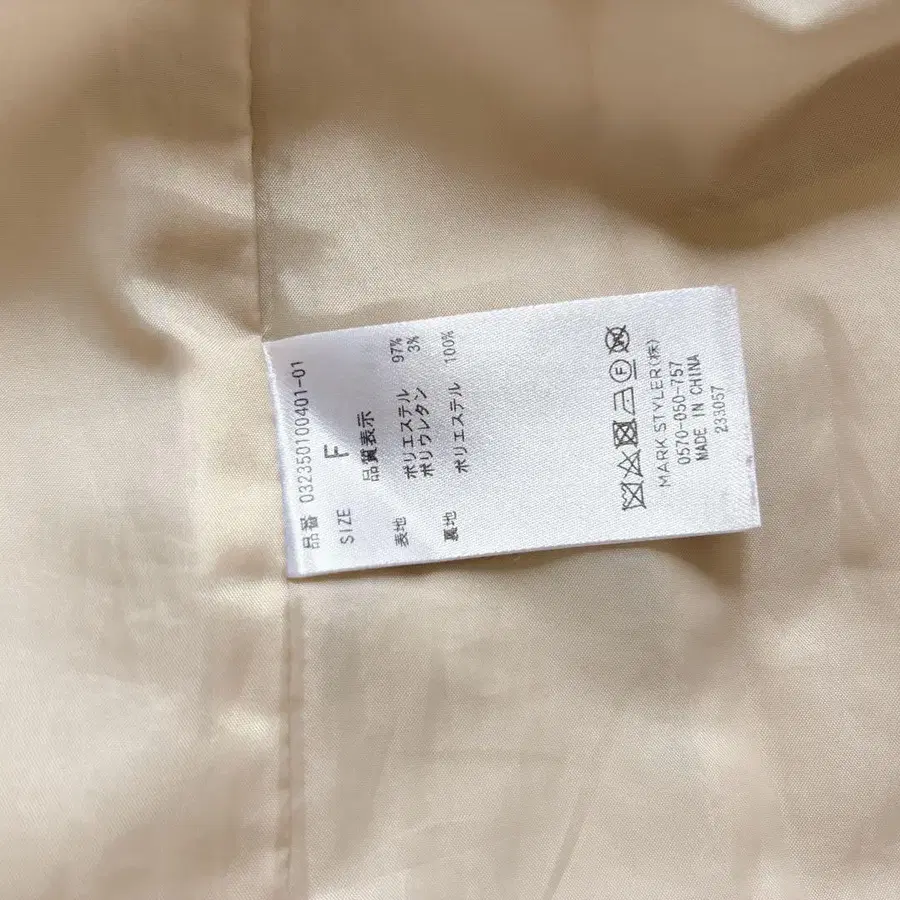 品番 032350100401-01
SIZE F
品質表示
表地 ポリエステル 97%
ポリウレタン 3%
裏地 ポリエステル 100%
F
MARK STYLER(株)
0570-050-757
MADE IN CHINA
233057